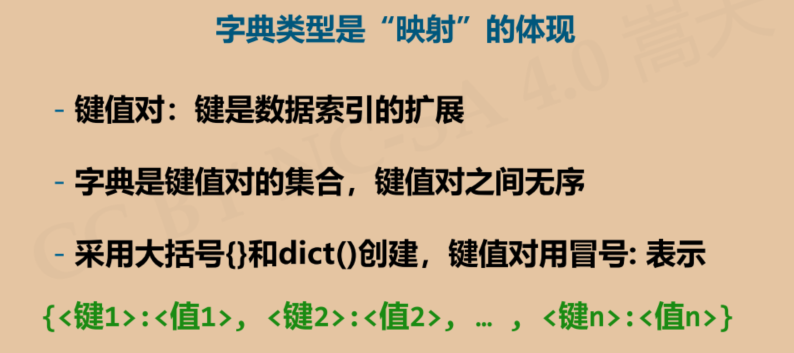 字典类型是“映射”的体现
- 键值对：键是数据索引的扩展
- 字典是键值对的集合，键值对之间无序
- 采用大括号{}和dict()创建，键值对用冒号: 表示
{<键1>:<值1>, <键2>:<值2>, … , <键n>:<值n>}
CC BY NC-SA 4.0 嵩天